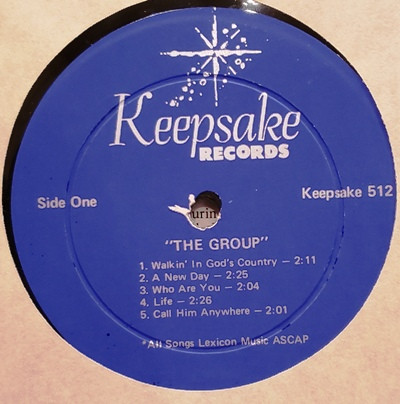 Keepsake
RECORDS
Side One
Keepsake 512
urin
"THE GROUP"
1. Walkin' In God's Country — 2:11
2. A New Day — 2:25
3. Who Are You — 2:04
4. Life — 2:26
5. Call Him Anywhere — 2:01
*All Songs Lexicon Music ASCAP